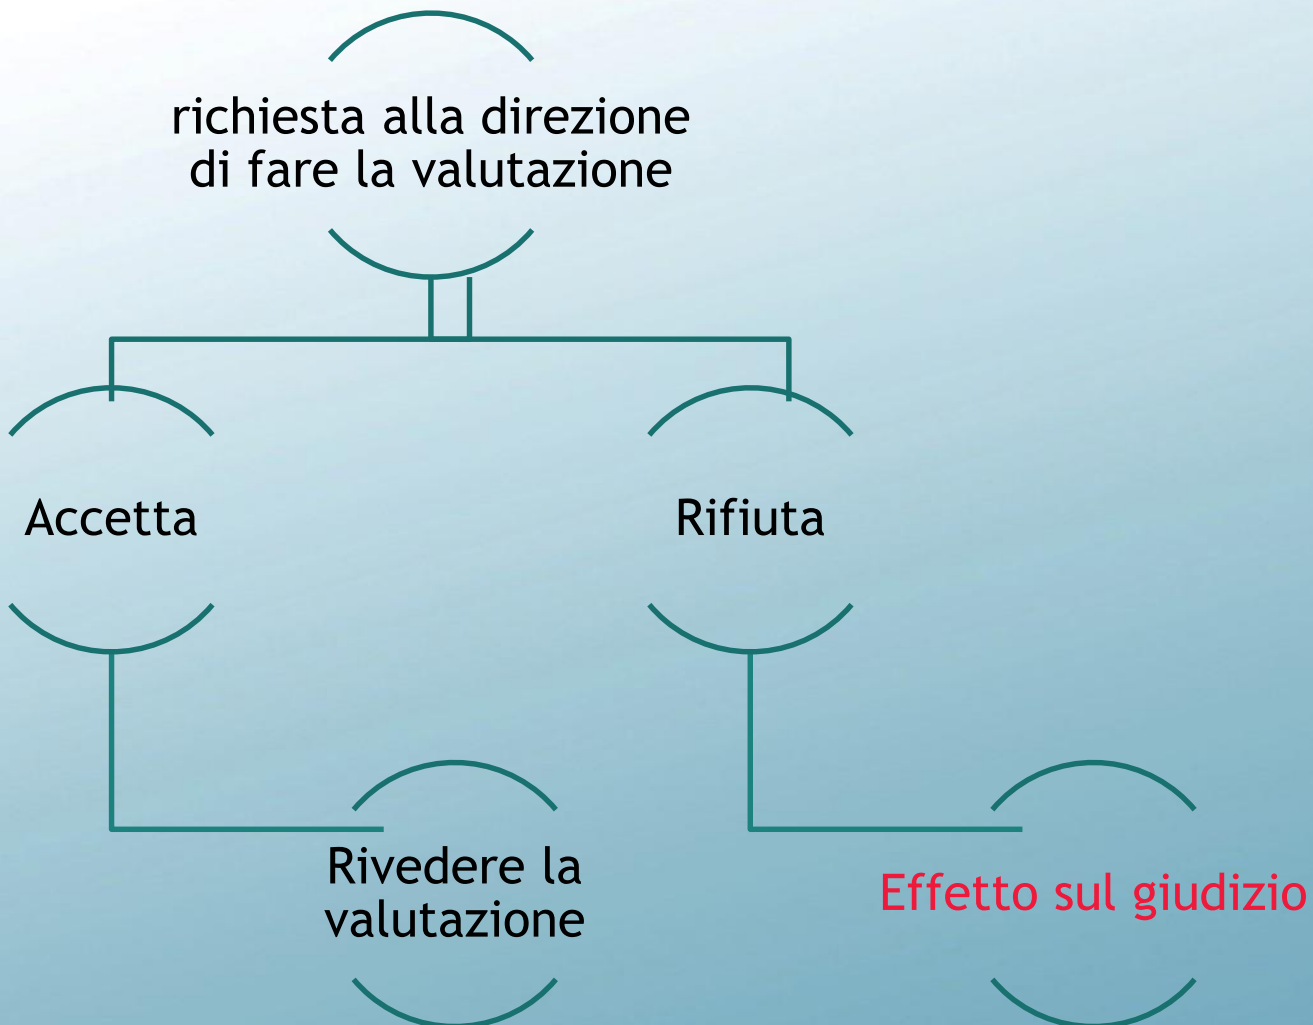 richiesta alla direzione
di fare la valutazione
Accetta
Rifiuta
Rivedere la
valutazione
Effetto sul giudizio